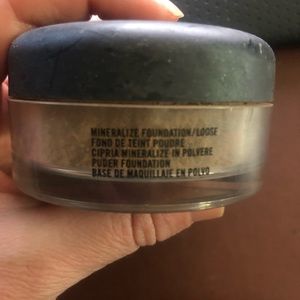 MINERALIZE FOUNDATION/LOOSE
FOND DE TEINT POUDRE
CIPRIA MINERALIZE IN POLVERE
PUDER FOUNDATION
BASE DE MAQUILLAJE EN POLVO